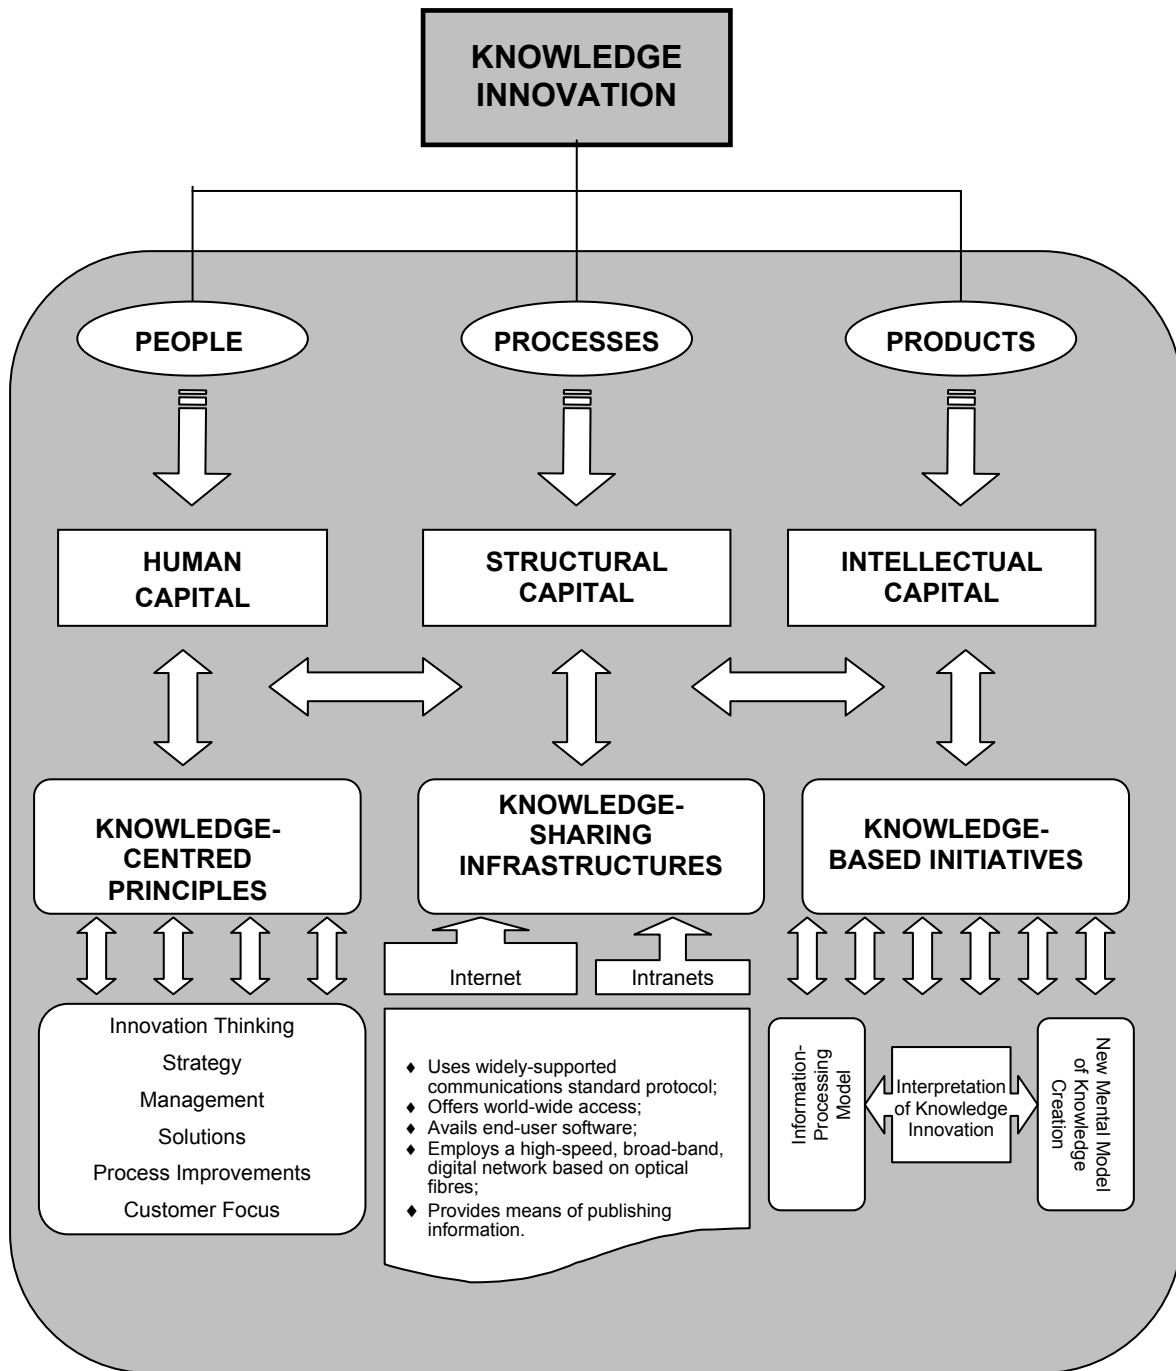 KNOWLEDGE
INNOVATION
PEOPLE
PROCESSES
PRODUCTS
HUMAN
CAPITAL
STRUCTURAL
CAPITAL
INTELLECTUAL
CAPITAL
KNOWLEDGE-
CENTRED
PRINCIPLES
KNOWLEDGE-
SHARING
INFRASTRUCTURES
KNOWLEDGE-
BASED INITIATIVES
Internet
Intranets
Innovation Thinking
Strategy
Management
Solutions
Process Improvements
Customer Focus
♦ Uses widely-supported
communications standard protocol;
♦ Offers world-wide access;
♦ Avails end-user software;
♦ Employs a high-speed, broad-band,
digital network based on optical
fibres;
♦ Provides means of publishing
information.
Information-
Processing
Model
Interpretation
of Knowledge
Innovation
New Mental Model
of Knowledge
Creation